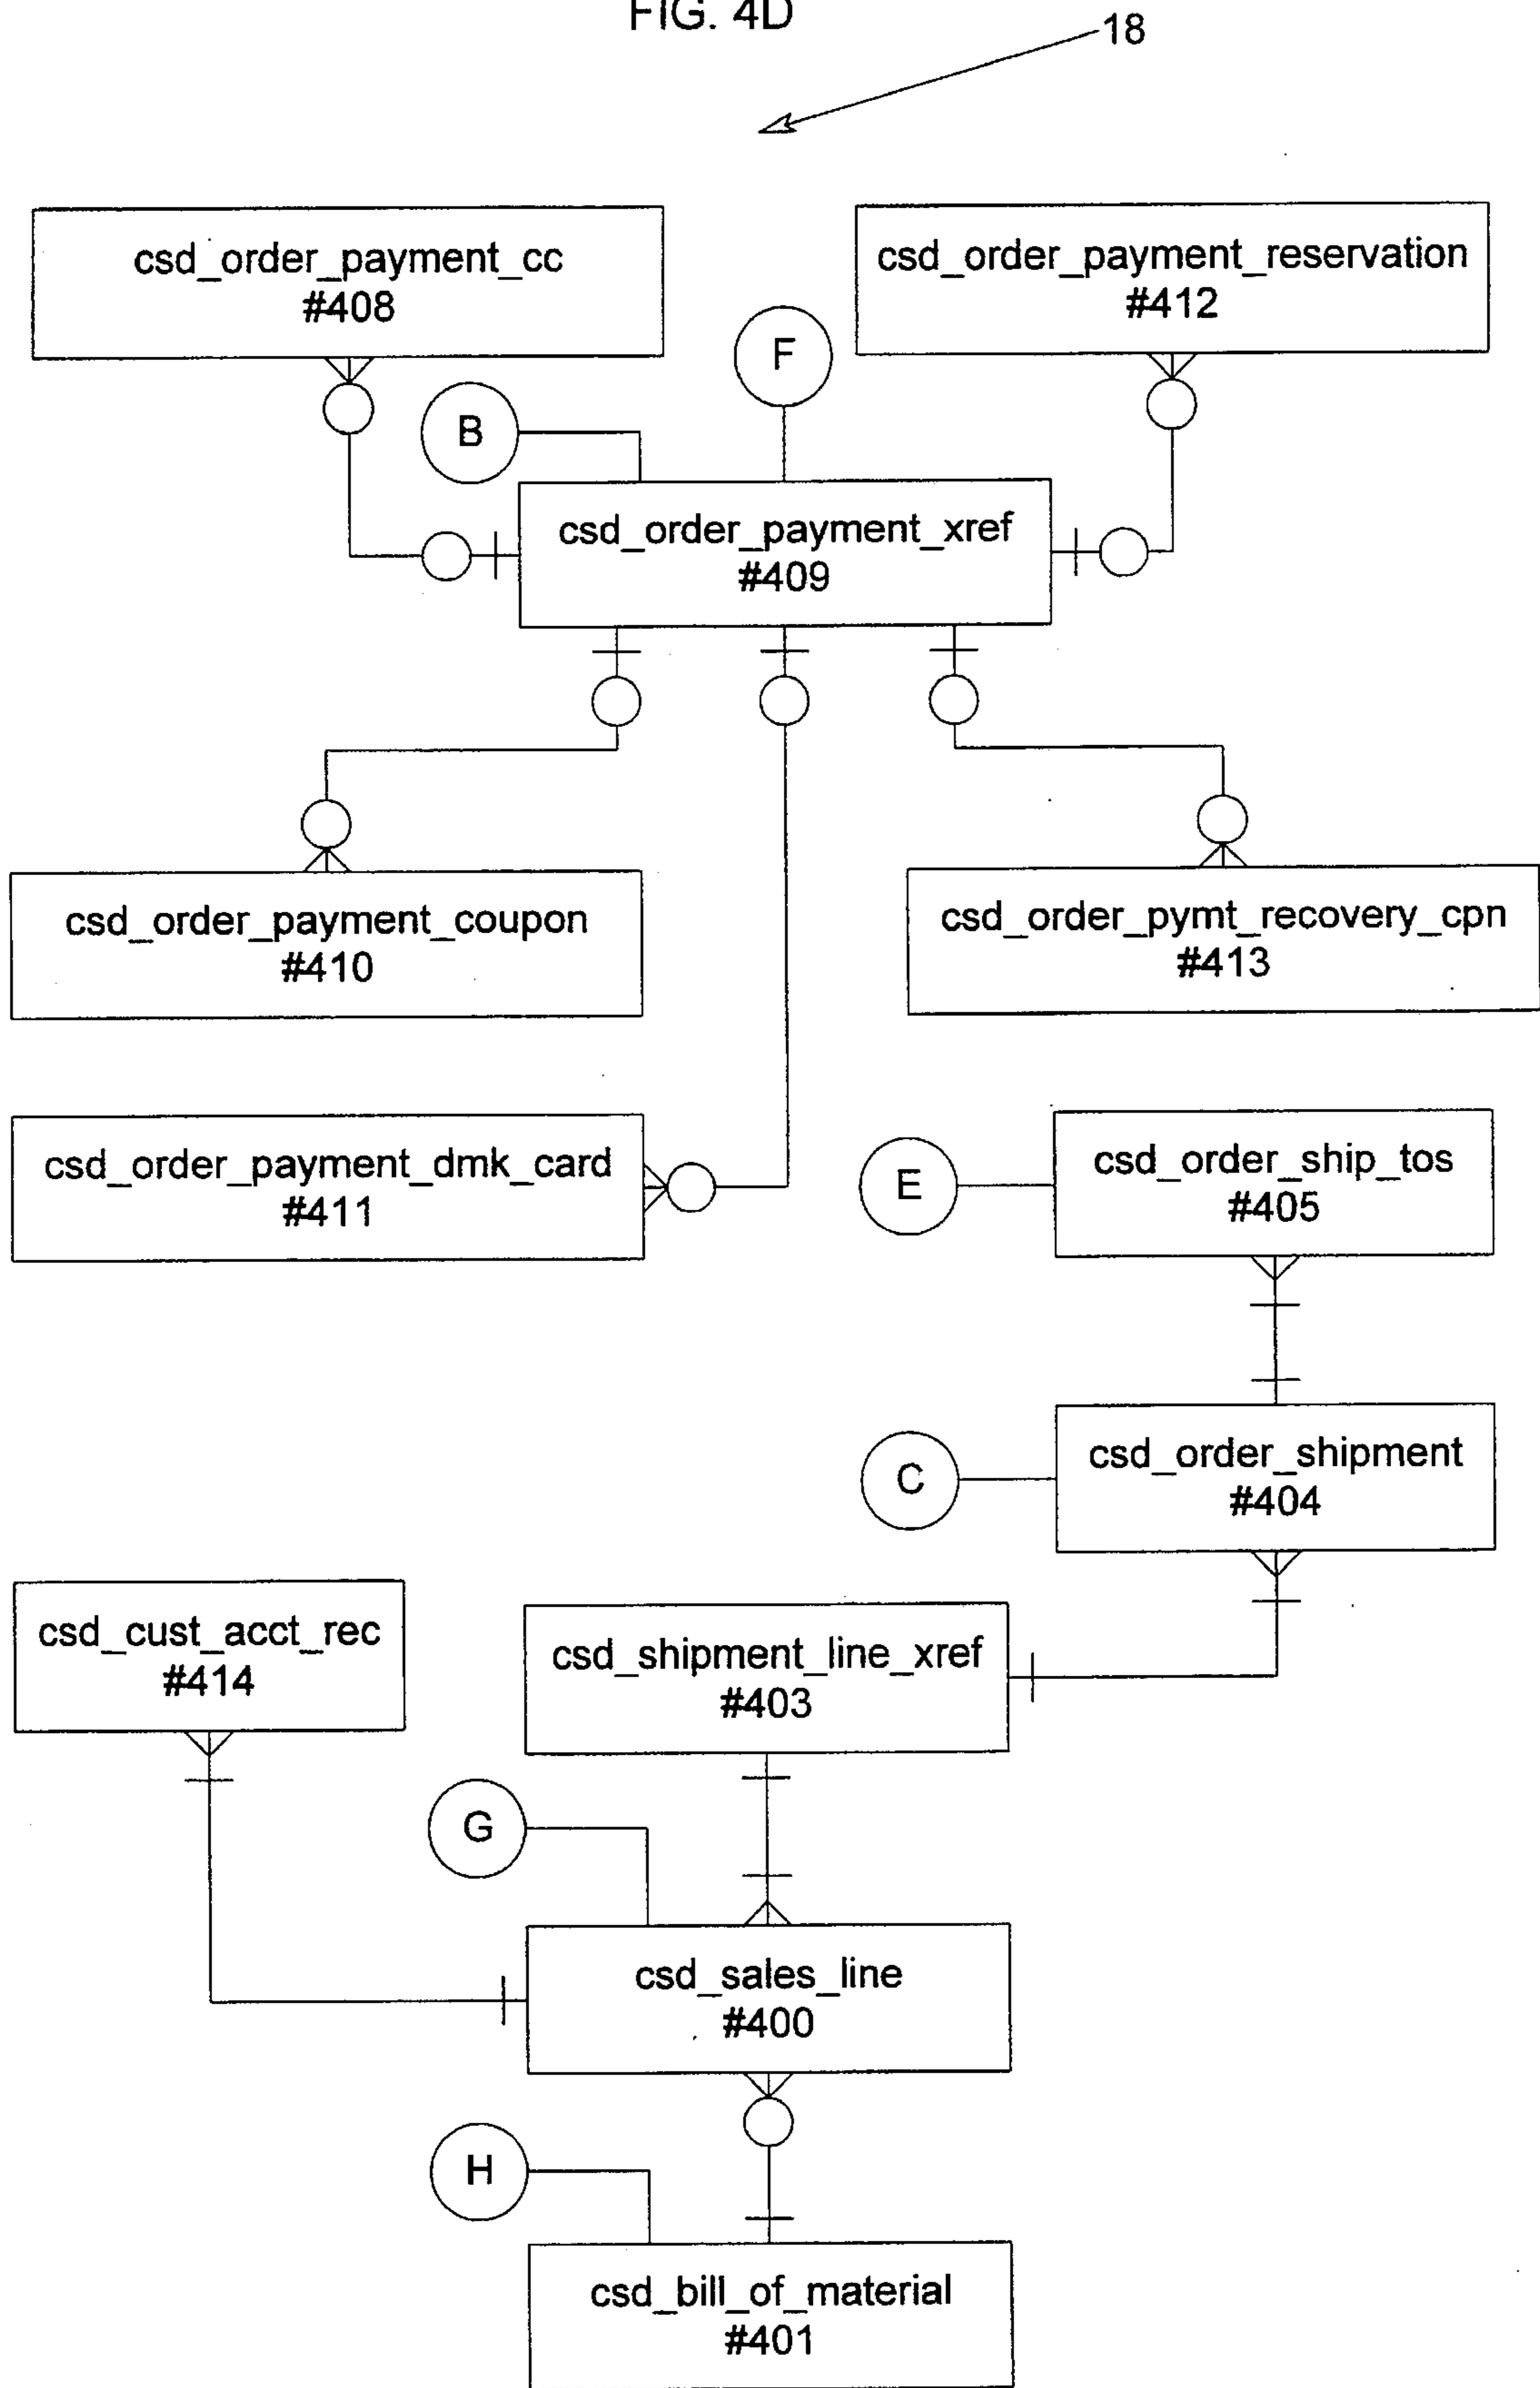 FIG. 4D
18
csd_order_payment_cc
#408
csd_order_payment_reservation
#412
F
B
csd_order_payment_xref
#409
csd_order_payment_coupon
#410
csd_order_pymt_recovery_cpn
#413
csd_order_payment_dmk_card
#411
E
csd_order_ship_tos
#405
C
csd_order_shipment
#404
csd_cust_acct_rec
#414
csd_shipment_line_xref
#403
G
csd_sales_line
#400
H
csd_bill_of_material
#401